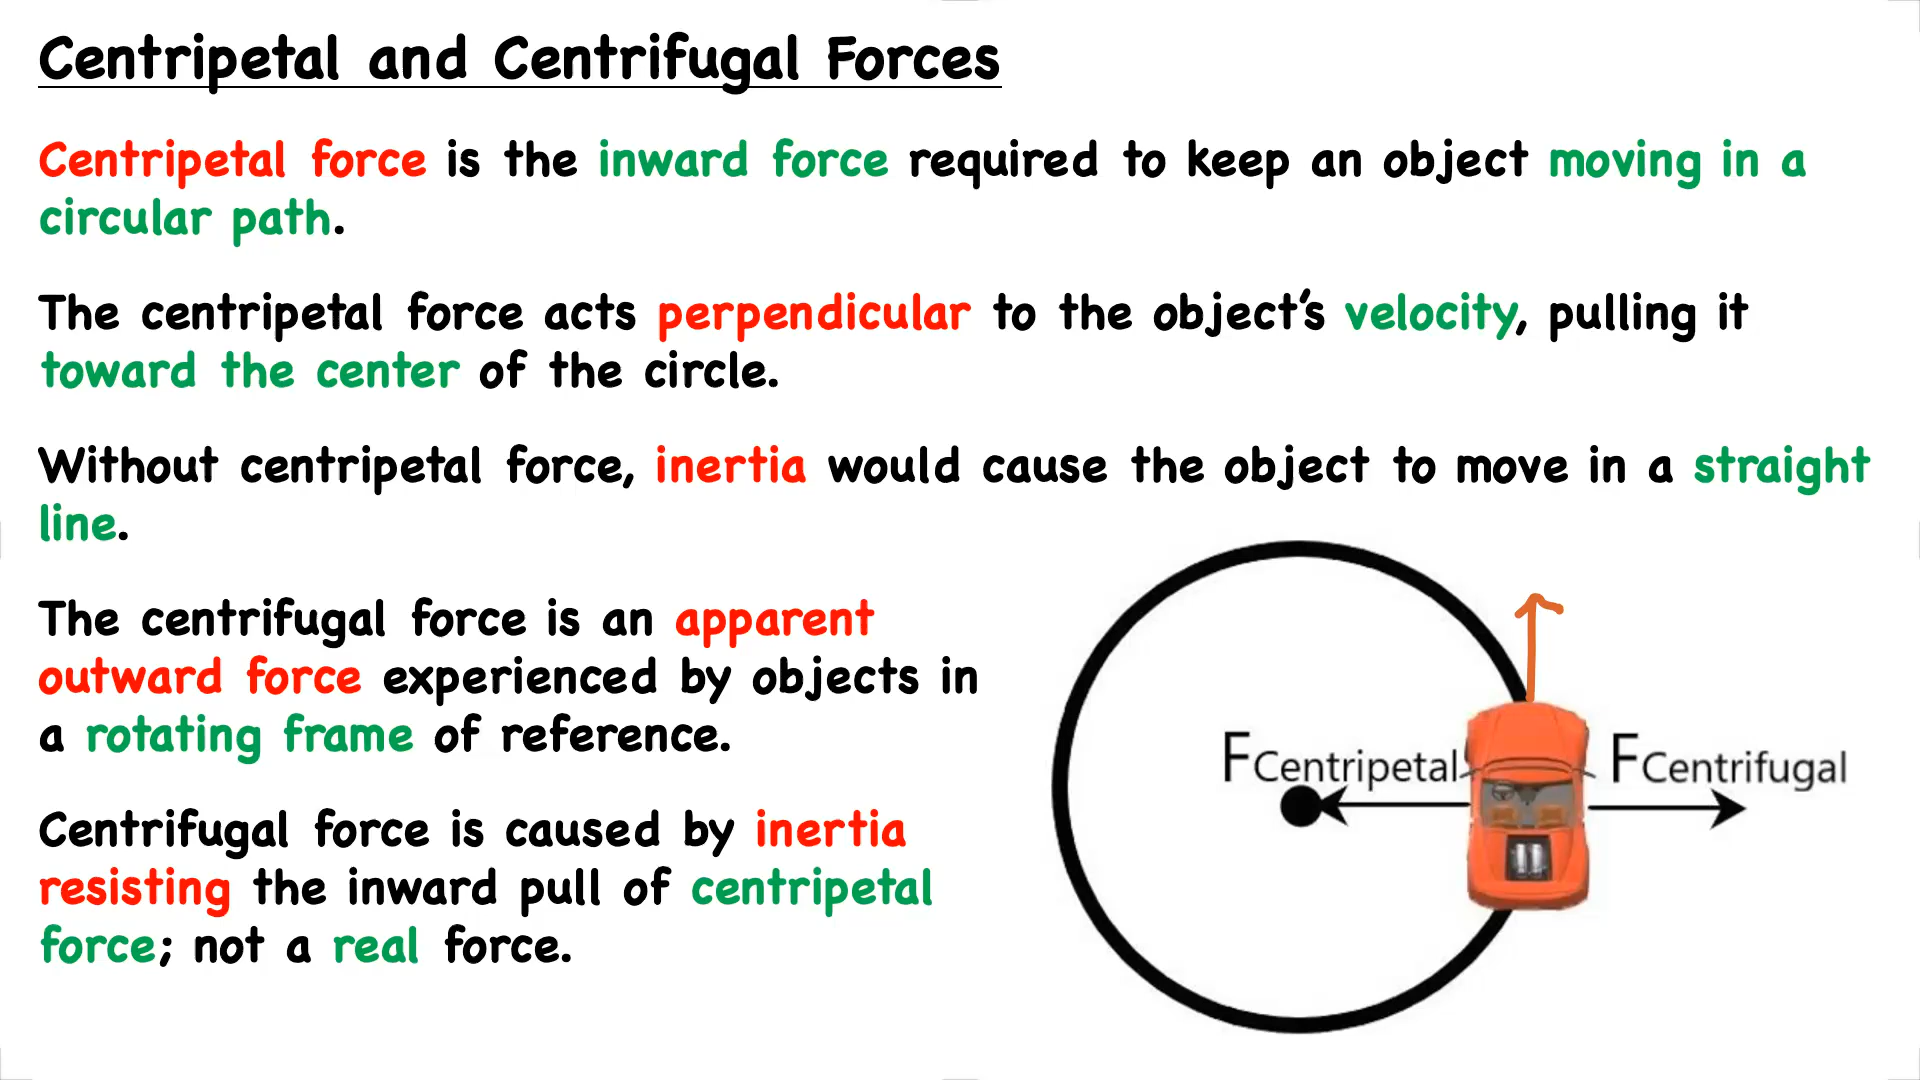 Centripetal and Centrifugal Forces
Centripetal force is the inward force required to keep an object moving in a
circular path.
The centripetal force acts perpendicular to the object’s velocity, pulling it
toward the center of the circle.
Without centripetal force, inertia would cause the object to move in a straight
line.
The centrifugal force is an apparent
outward force experienced by objects in
a rotating frame of reference.
Centrifugal force is caused by inertia
resisting the inward pull of centripetal
force; not a real force.
FCentripetal
FCentrifugal